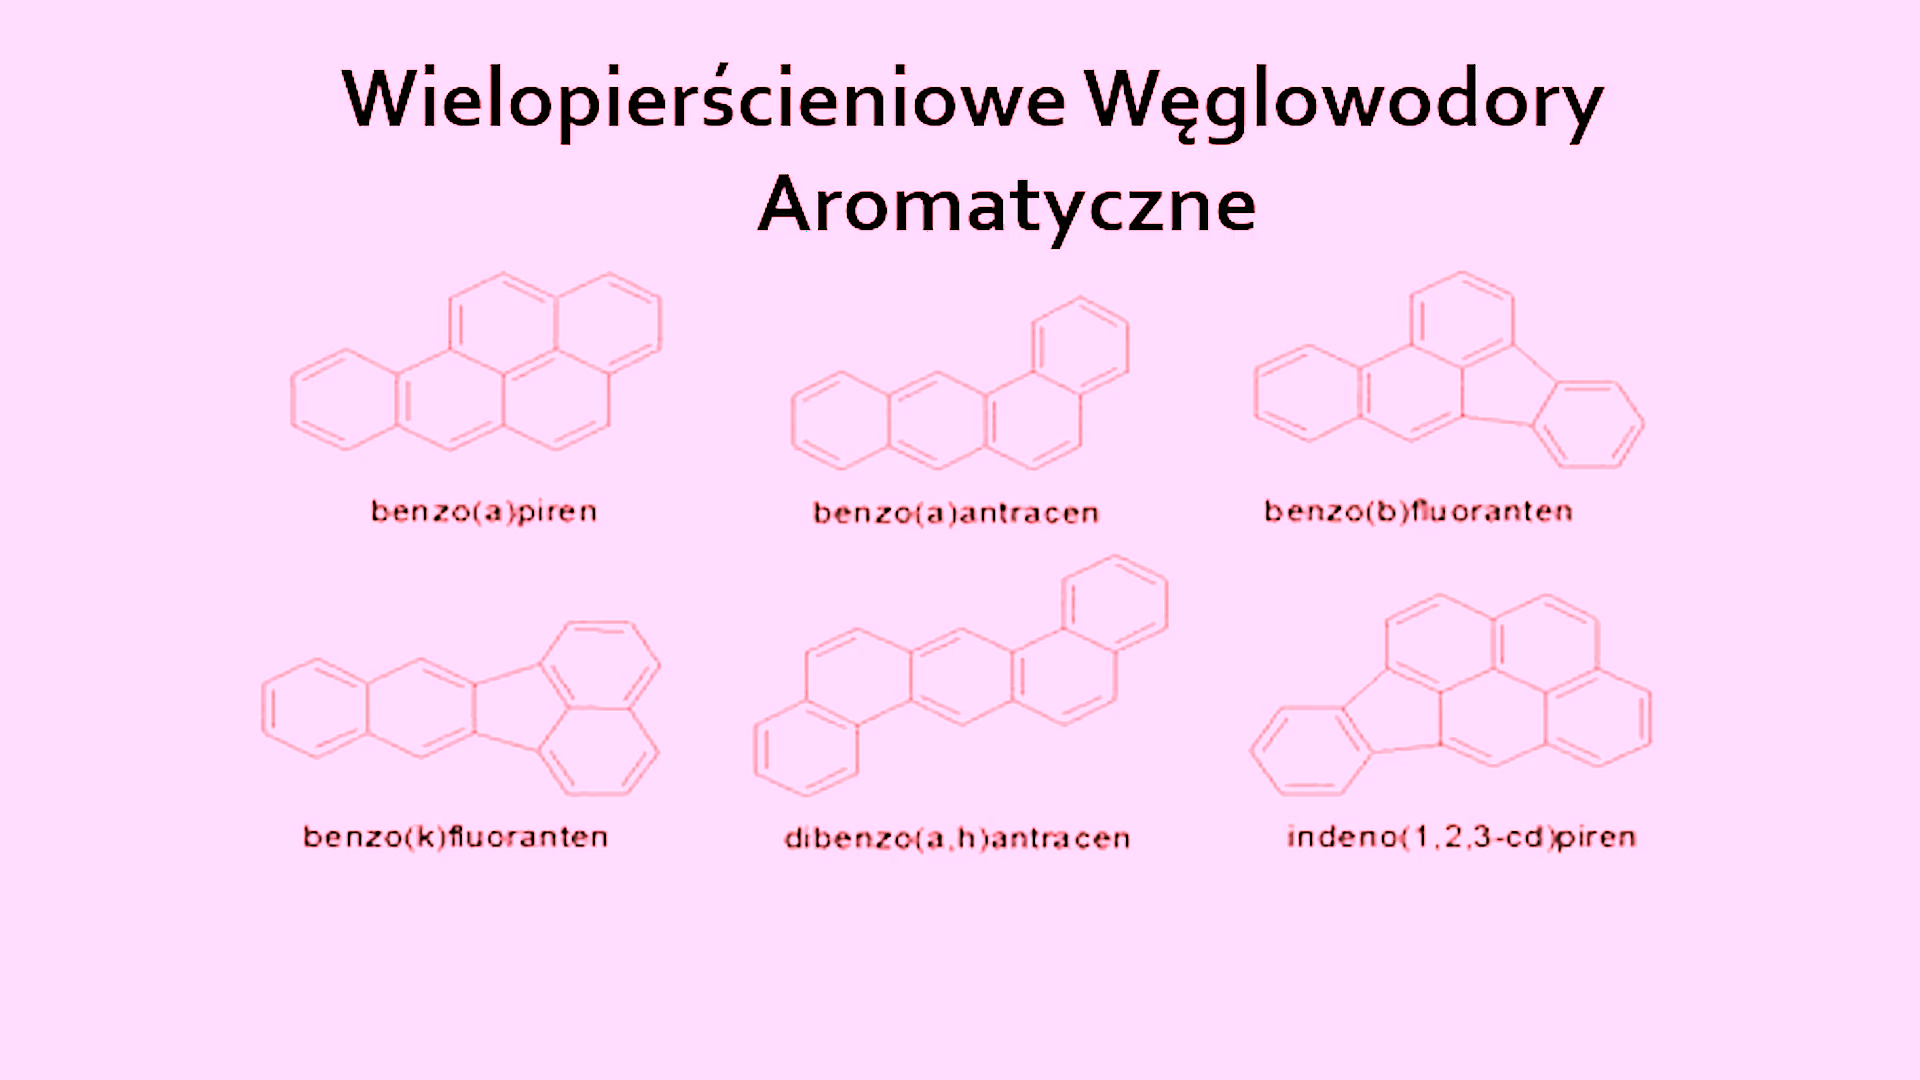 Wielopierścieniowe Węglowodory
Aromatyczne
benzo(a)piren
benzo(a)antracen
benzo(b)fluoranten
benzo(k)fluoranten
dibenzo(a,h)antracen
indeno(1,2,3-cd)piren